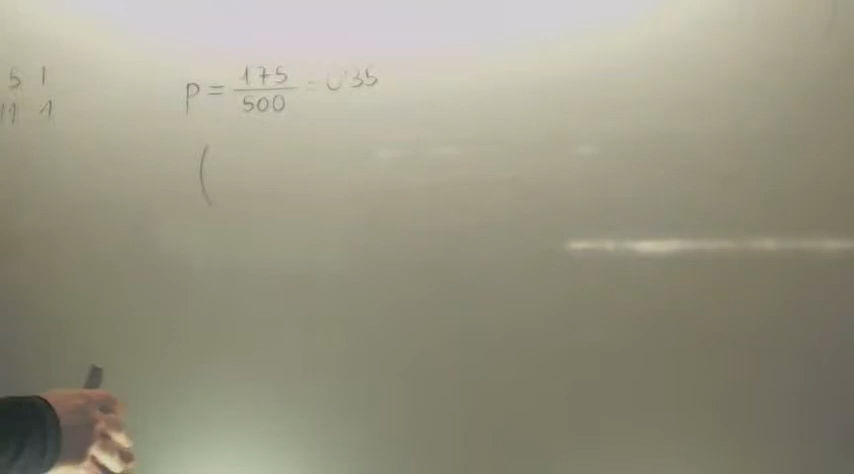 5 1
11 1
p = 175/500 = 0'35
(